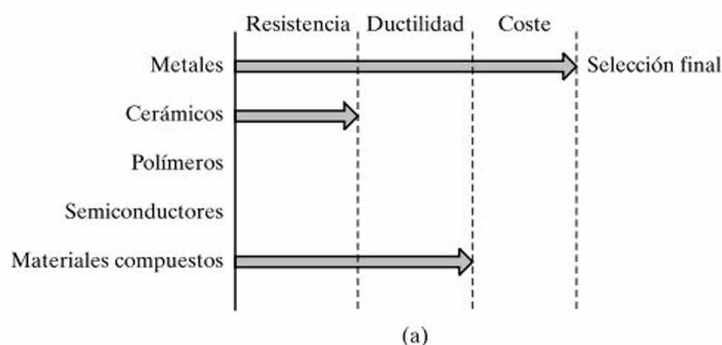 Resistencia Ductilidad Coste
Metales Selección final
Cerámicos
Polímeros
Semiconductores
Materiales compuestos
(a)